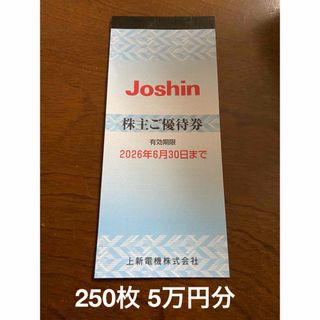 Joshin
株主ご優待券
有効期限
2026年6月30日まで
上新電機株式会社
250枚 5万円分